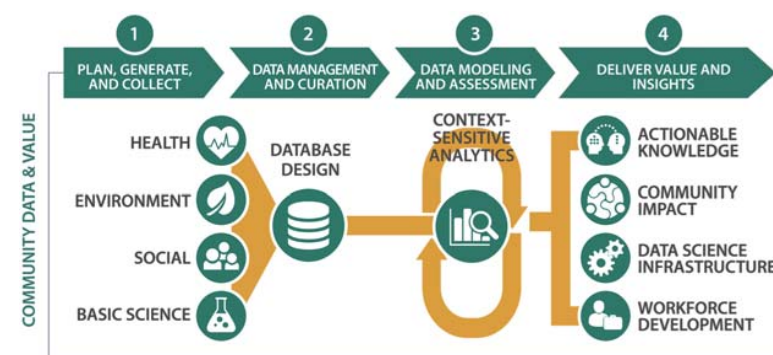 1
2
3
4
PLAN, GENERATE,
AND COLLECT
DATA MANAGEMENT
AND CURATION
DATA MODELING
AND ASSESSMENT
DELIVER VALUE AND
INSIGHTS
COMMUNITY DATA & VALUE
HEALTH
ENVIRONMENT
SOCIAL
BASIC SCIENCE
DATABASE
DESIGN
CONTEXT-
SENSITIVE
ANALYTICS
ACTIONABLE
KNOWLEDGE
COMMUNITY
IMPACT
DATA SCIENCE
INFRASTRUCTURE
WORKFORCE
DEVELOPMENT